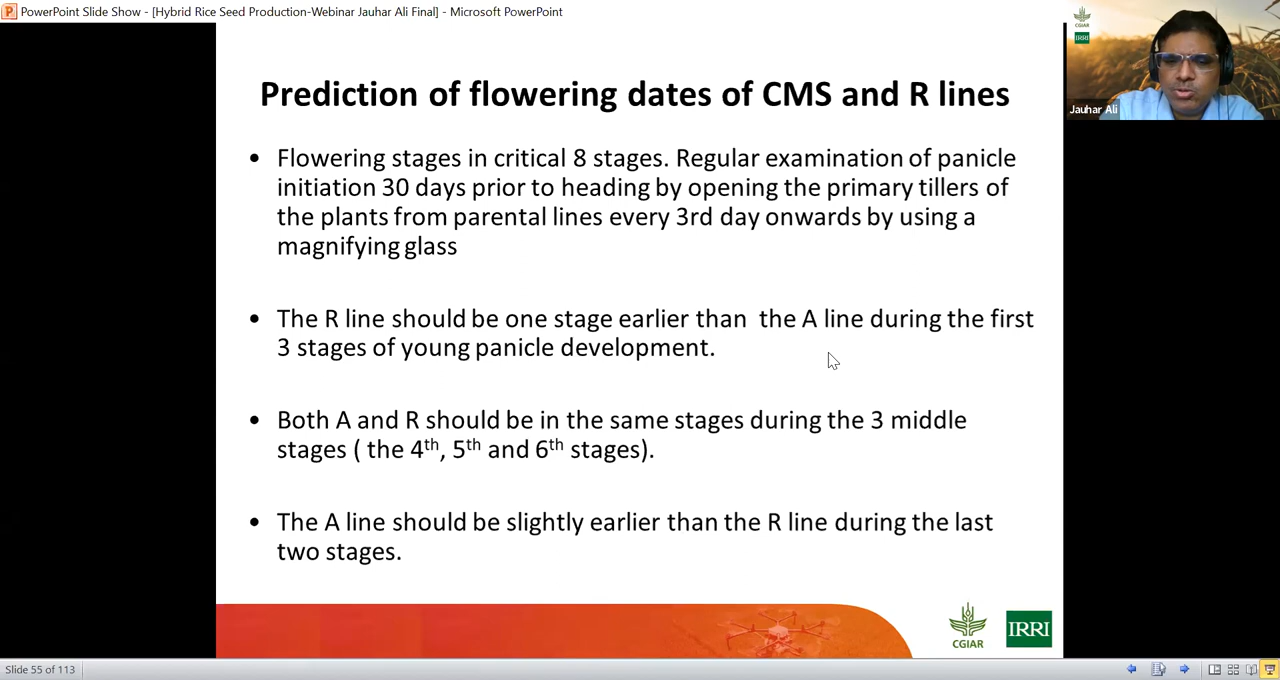 PowerPoint Slide Show - [Hybrid Rice Seed Production-Webinar Jauhar Ali Final] - Microsoft PowerPoint
CGIAR
IRRI
Jauhar Ali
Prediction of flowering dates of CMS and R lines
• Flowering stages in critical 8 stages. Regular examination of panicle
initiation 30 days prior to heading by opening the primary tillers of
the plants from parental lines every 3rd day onwards by using a
magnifying glass
• The R line should be one stage earlier than  the A line during the first
3 stages of young panicle development.
• Both A and R should be in the same stages during the 3 middle
stages ( the 4th, 5th and 6th stages).
• The A line should be slightly earlier than the R line during the last
two stages.
CGIAR
IRRI
Slide 55 of 113